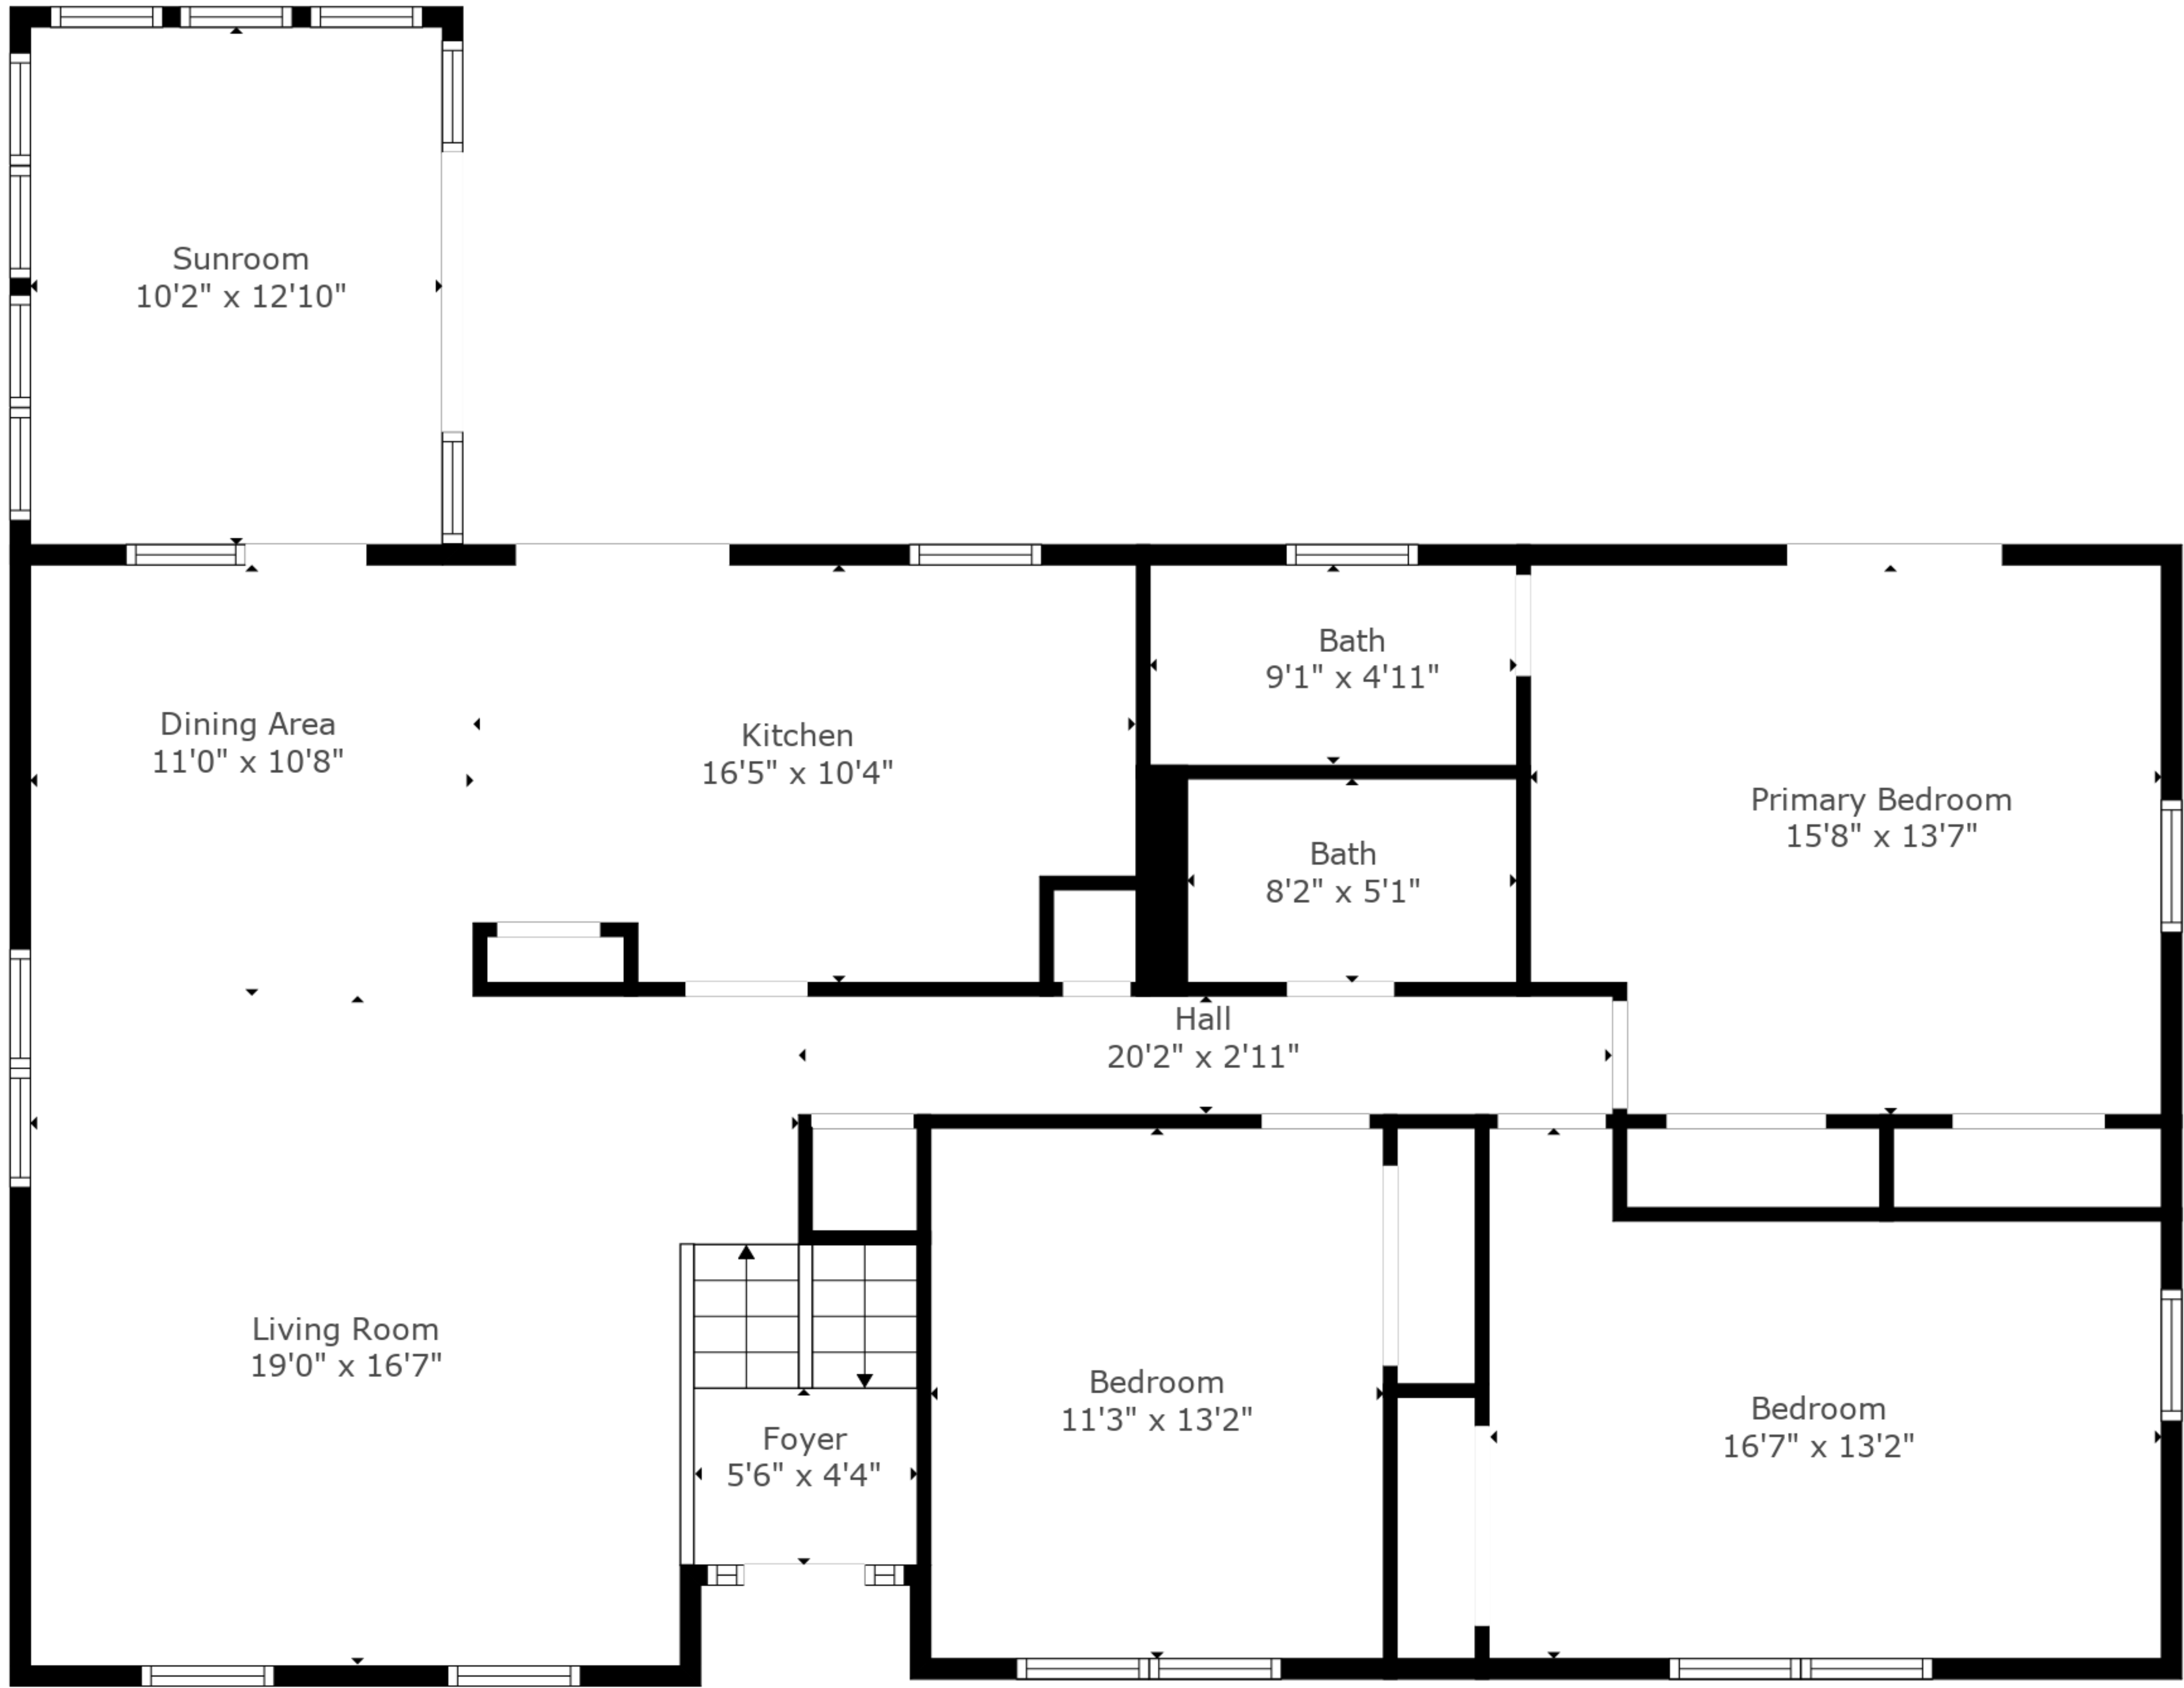 Sunroom
10'2" x 12'10"
Dining Area
11'0" x 10'8"
Kitchen
16'5" x 10'4"
Bath
9'1" x 4'11"
Bath
8'2" x 5'1"
Primary Bedroom
15'8" x 13'7"
Hall
20'2" x 2'11"
Living Room
19'0" x 16'7"
Foyer
5'6" x 4'4"
Bedroom
11'3" x 13'2"
Bedroom
16'7" x 13'2"